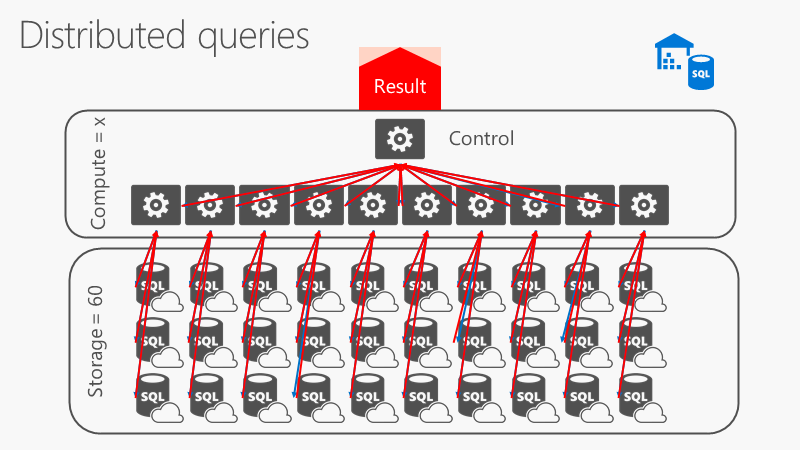 Distributed queries
SQL
Result
Compute = x
Control
Storage = 60
SQL SQL SQL SQL SQL SQL SQL SQL SQL SQL
SQL SQL SQL SQL SQL SQL SQL SQL SQL SQL
SQL SQL SQL SQL SQL SQL SQL SQL SQL SQL